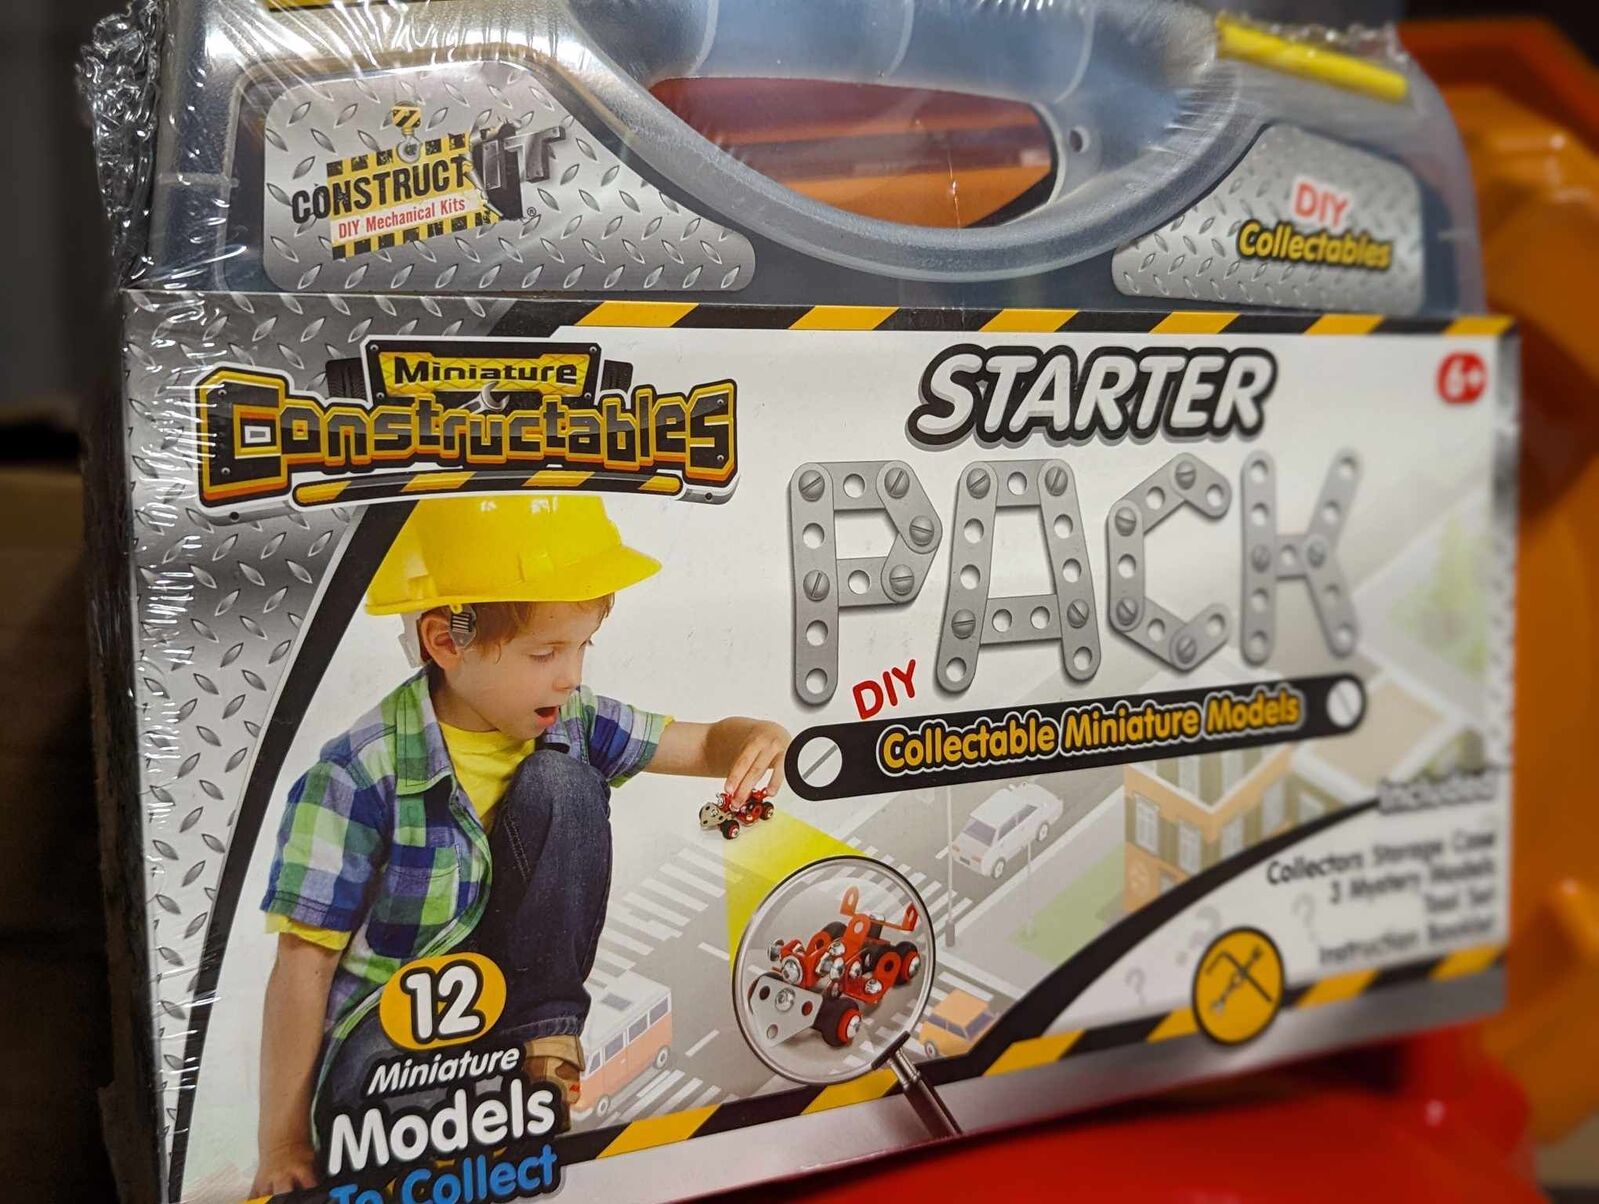 CONSTRUCT IT®
DIY Mechanical Kits
DIY
Collectables
Miniature
Constructables
STARTER
6+
PACK
DIY
Collectable Miniature Models
Included
Collectors Storage Case
3 Mystery Models
Tool Set
Instruction Booklet
12
Miniature
Models
To Collect